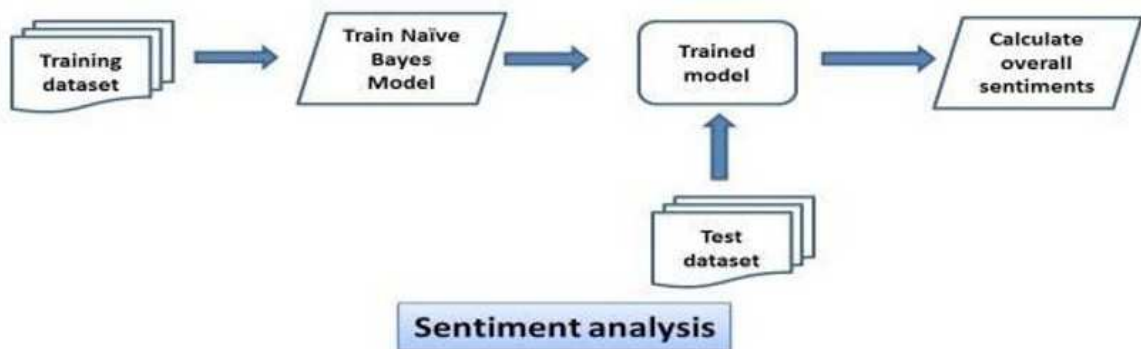 Training
dataset
Train Naïve
Bayes
Model
Trained
model
Calculate
overall
sentiments
Test
dataset
Sentiment analysis